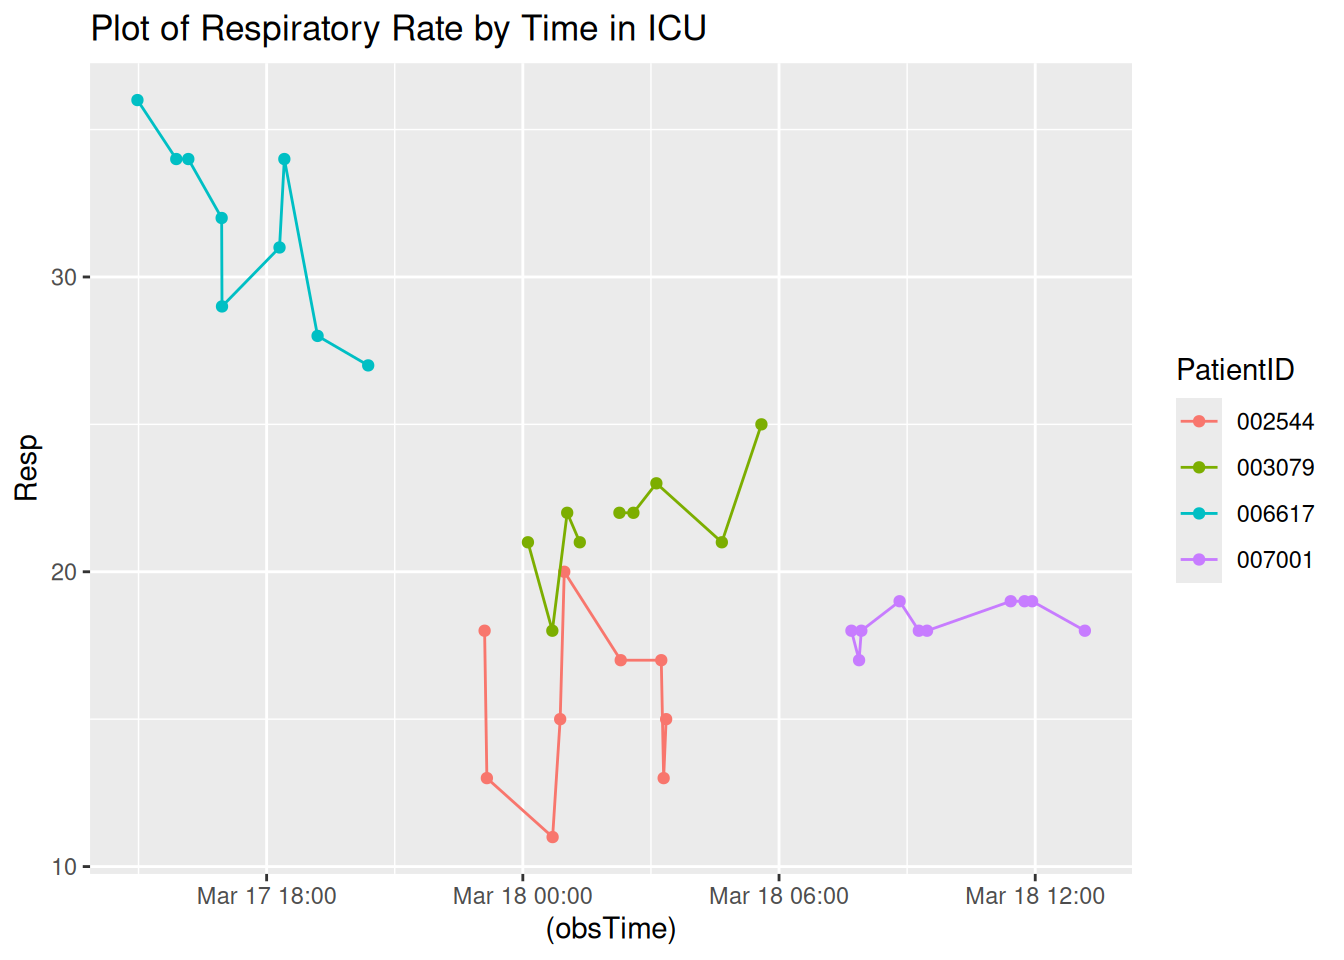 Plot of Respiratory Rate by Time in ICU
Resp
30
20
10
Mar 17 18:00
Mar 18 00:00
Mar 18 06:00
Mar 18 12:00
(obsTime)
PatientID
002544
003079
006617
007001